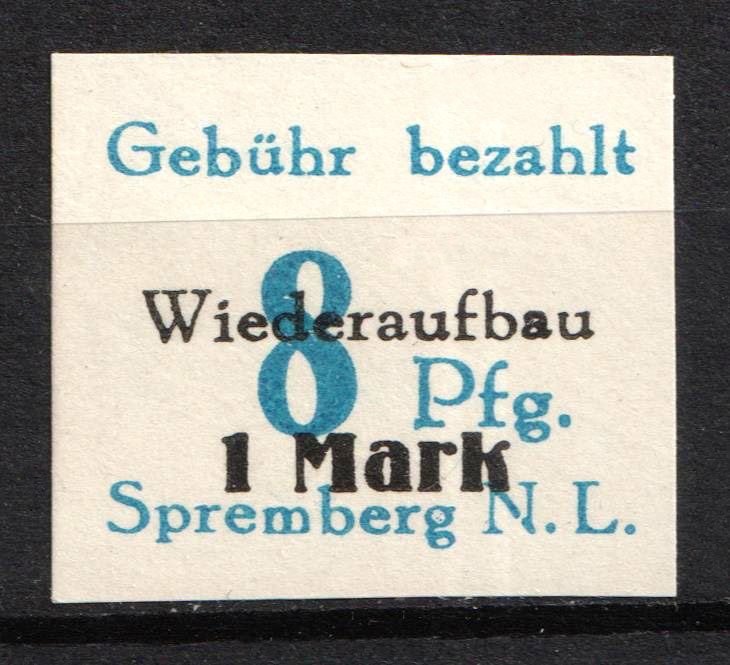 Gebühr bezahlt
Wiederaufbau
8 Pfg.
1 Mark
Spremberg N. L.